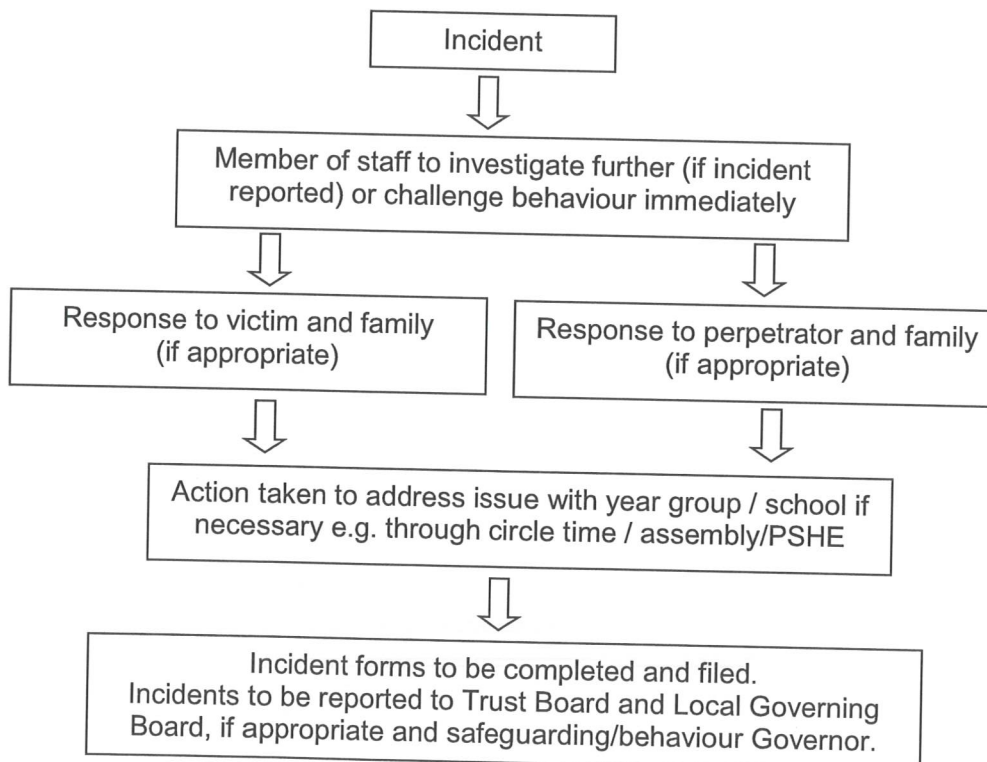 Incident
Member of staff to investigate further (if incident
reported) or challenge behaviour immediately
Response to victim and family
(if appropriate)
Response to perpetrator and family
(if appropriate)
Action taken to address issue with year group / school if
necessary e.g. through circle time / assembly/PSHE
Incident forms to be completed and filed.
Incidents to be reported to Trust Board and Local Governing
Board, if appropriate and safeguarding/behaviour Governor.